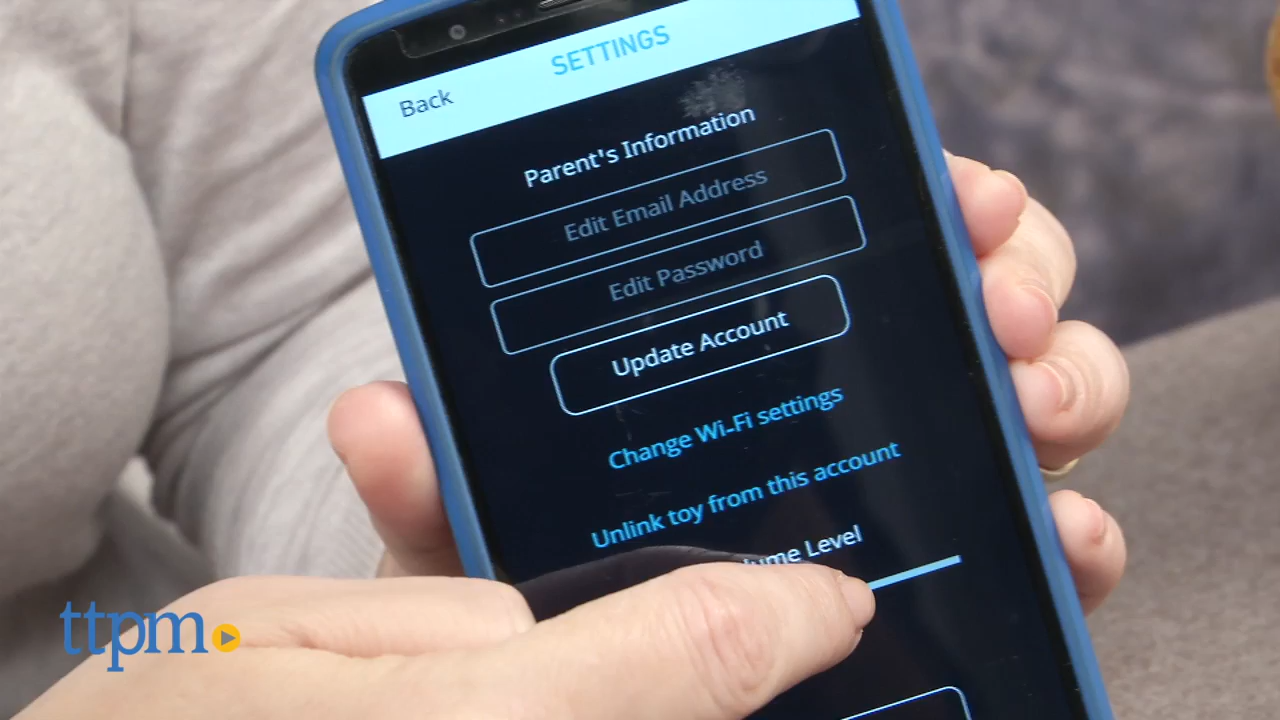 SETTINGS
Back
Parent's Information
Edit Email Address
Edit Password
Update Account
Change Wi-Fi settings
Unlink toy from this account
Level
ttpm